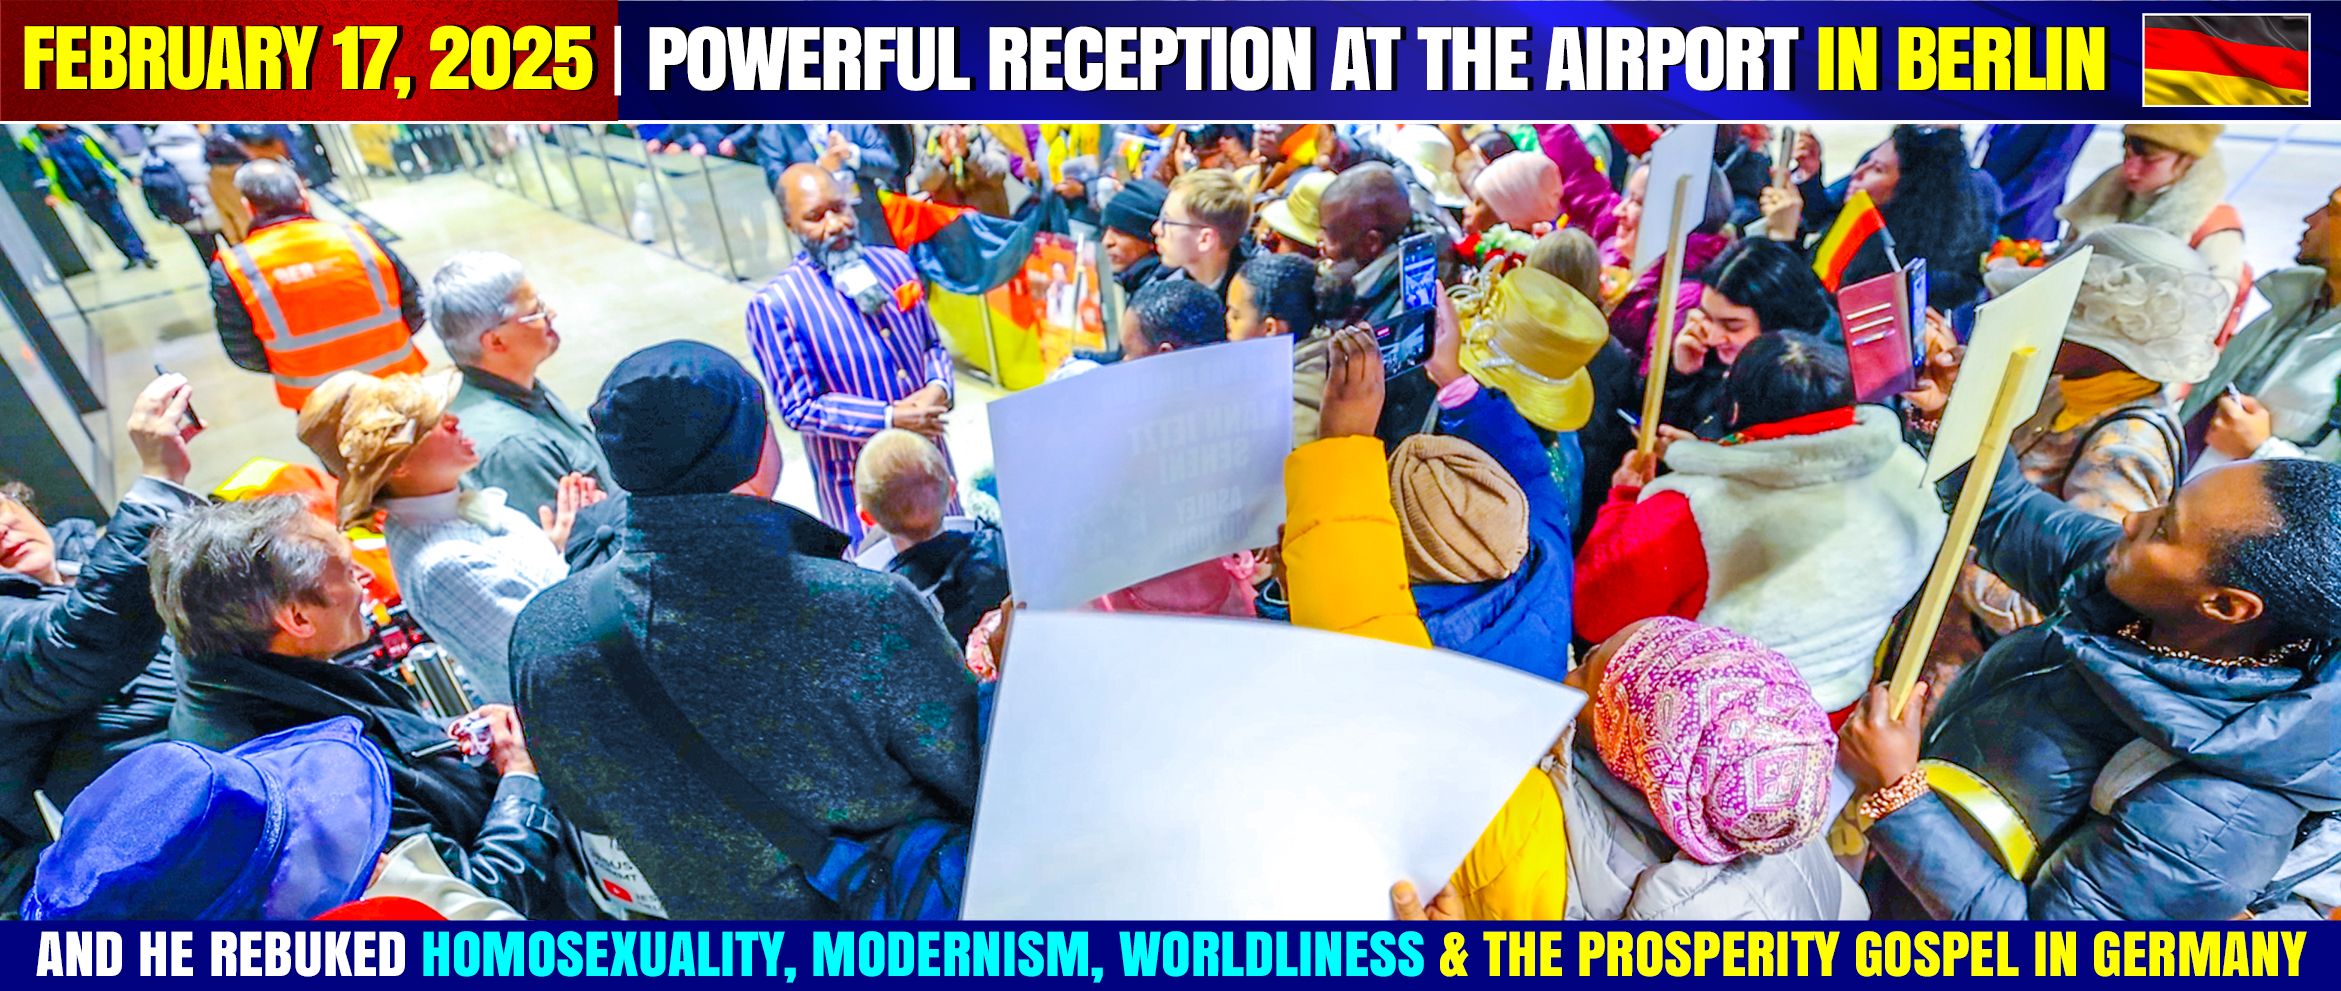 FEBRUARY 17, 2025 | POWERFUL RECEPTION AT THE AIRPORT IN BERLIN
BER
AND HE REBUKED HOMOSEXUALITY, MODERNISM, WORLDLINESS & THE PROSPERITY GOSPEL IN GERMANY